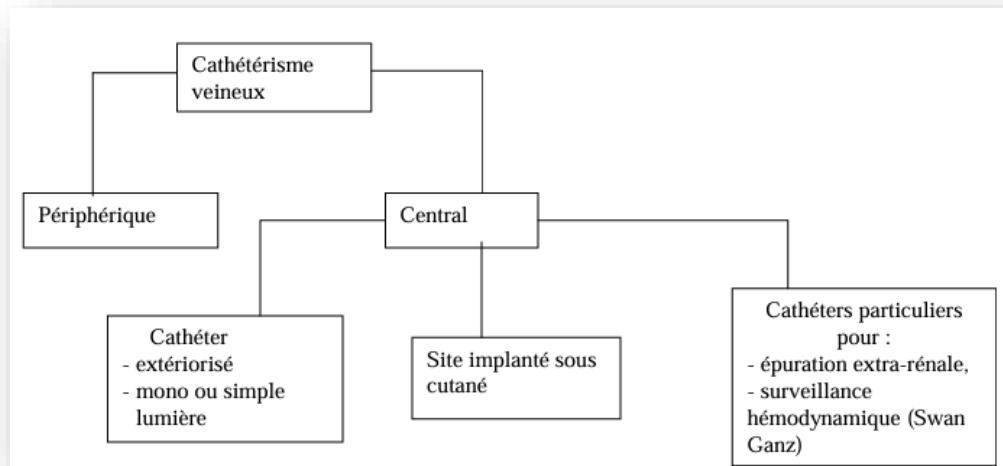 Cathétérisme
veineux
Périphérique
Central
Cathéter
- extériorisé
- mono ou simple
lumière
Site implanté sous
cutané
Cathéters particuliers
pour :
- épuration extra-rénale,
- surveillance
hémodynamique (Swan
Ganz)